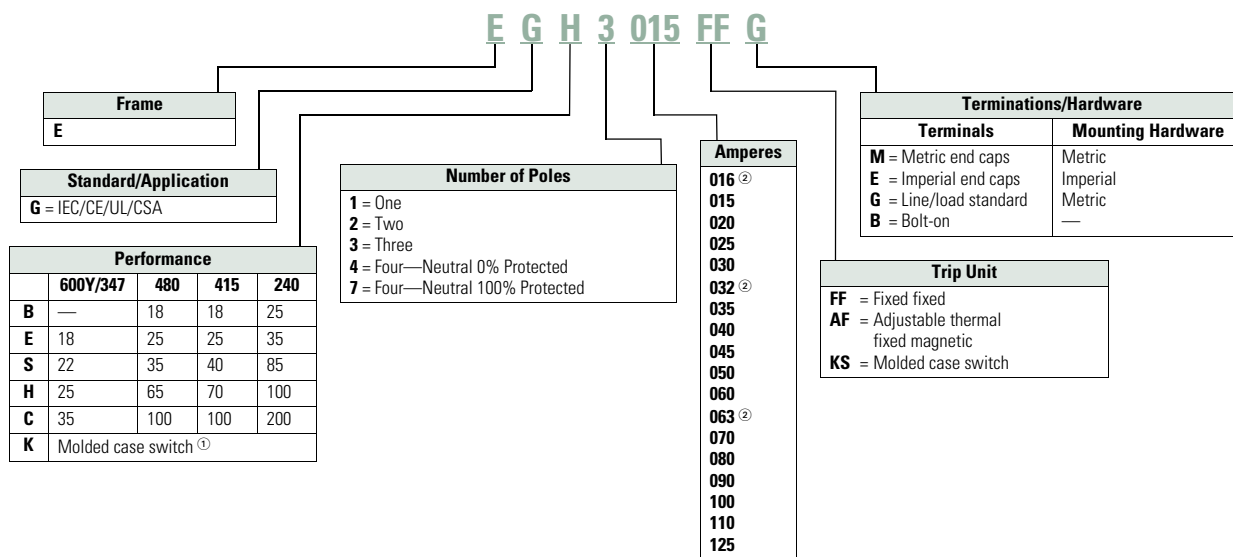 E G H 3 015 FF G
Frame
E
Standard/Application
G = IEC/CE/UL/CSA
Performance
600Y/347 480 415 240
B — 18 18 25
E 18 25 25 35
S 22 35 40 85
H 25 65 70 100
C 35 100 100 200
K Molded case switch ①
Number of Poles
1 = One
2 = Two
3 = Three
4 = Four—Neutral 0% Protected
7 = Four—Neutral 100% Protected
Amperes
016 ②
015
020
025
030
032 ②
035
040
045
050
060
063 ②
070
080
090
100
110
125
Trip Unit
FF = Fixed fixed
AF = Adjustable thermal
fixed magnetic
KS = Molded case switch
Terminations/Hardware
Terminals Mounting Hardware
M = Metric end caps Metric
E = Imperial end caps Imperial
G = Line/load standard Metric
B = Bolt-on —